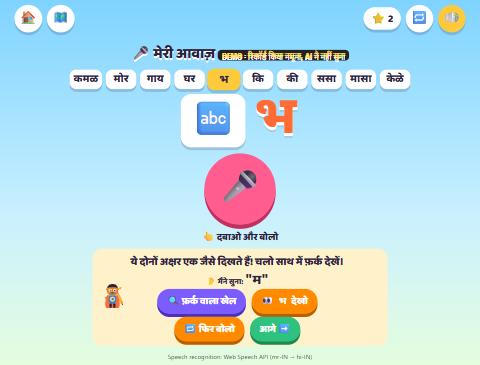 2
मेरी आवाज़ DEMO : रिकॉर्ड किया नमूना, AI ने नहीं सुना
कमळ मोर गाय घर भ कि की ससा मासा केळे
abc भ
दबाओ और बोलो
ये दोनों अक्षर एक जैसे दिखते हैं! चलो साथ में फ़र्क देखें।
मैंने सुना: "म"
फ़र्क वाला खेल भ देखो
फिर बोलो आगे
Speech recognition: Web Speech API (mr-IN → hi-IN)